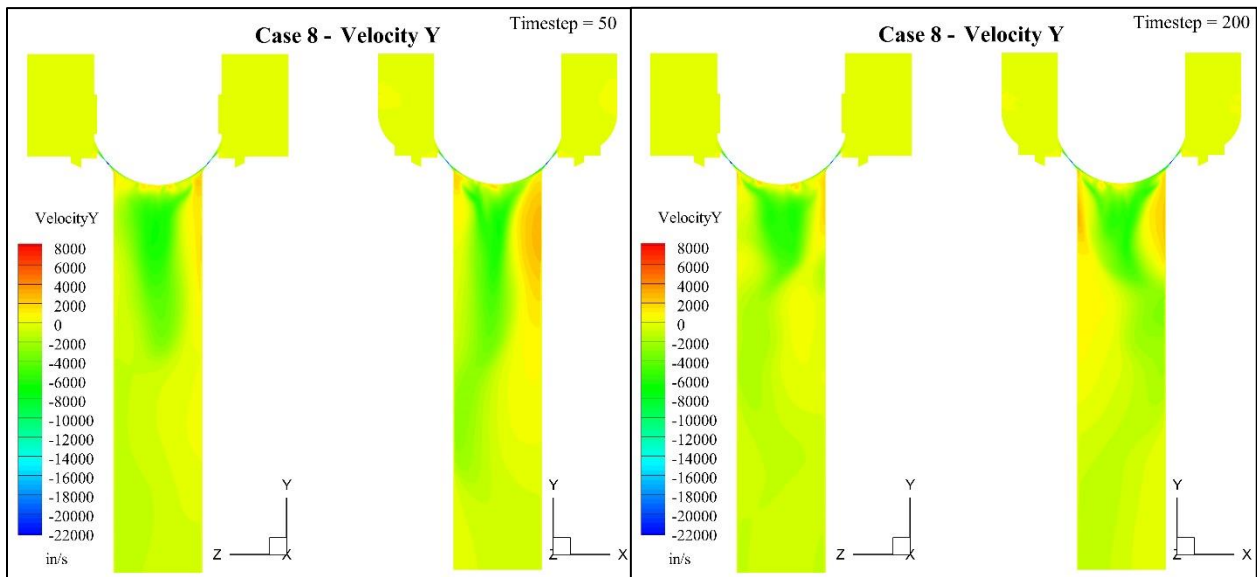 Case 8 - Velocity Y
Timestep = 50
VelocityY
8000
6000
4000
2000
0
-2000
-4000
-6000
-8000
-10000
-12000
-14000
-16000
-18000
-20000
-22000
in/s
Y
Z
X
Y
Z
X
Case 8 - Velocity Y
Timestep = 200
VelocityY
8000
6000
4000
2000
0
-2000
-4000
-6000
-8000
-10000
-12000
-14000
-16000
-18000
-20000
-22000
in/s
Y
Z
X
Y
Z
X